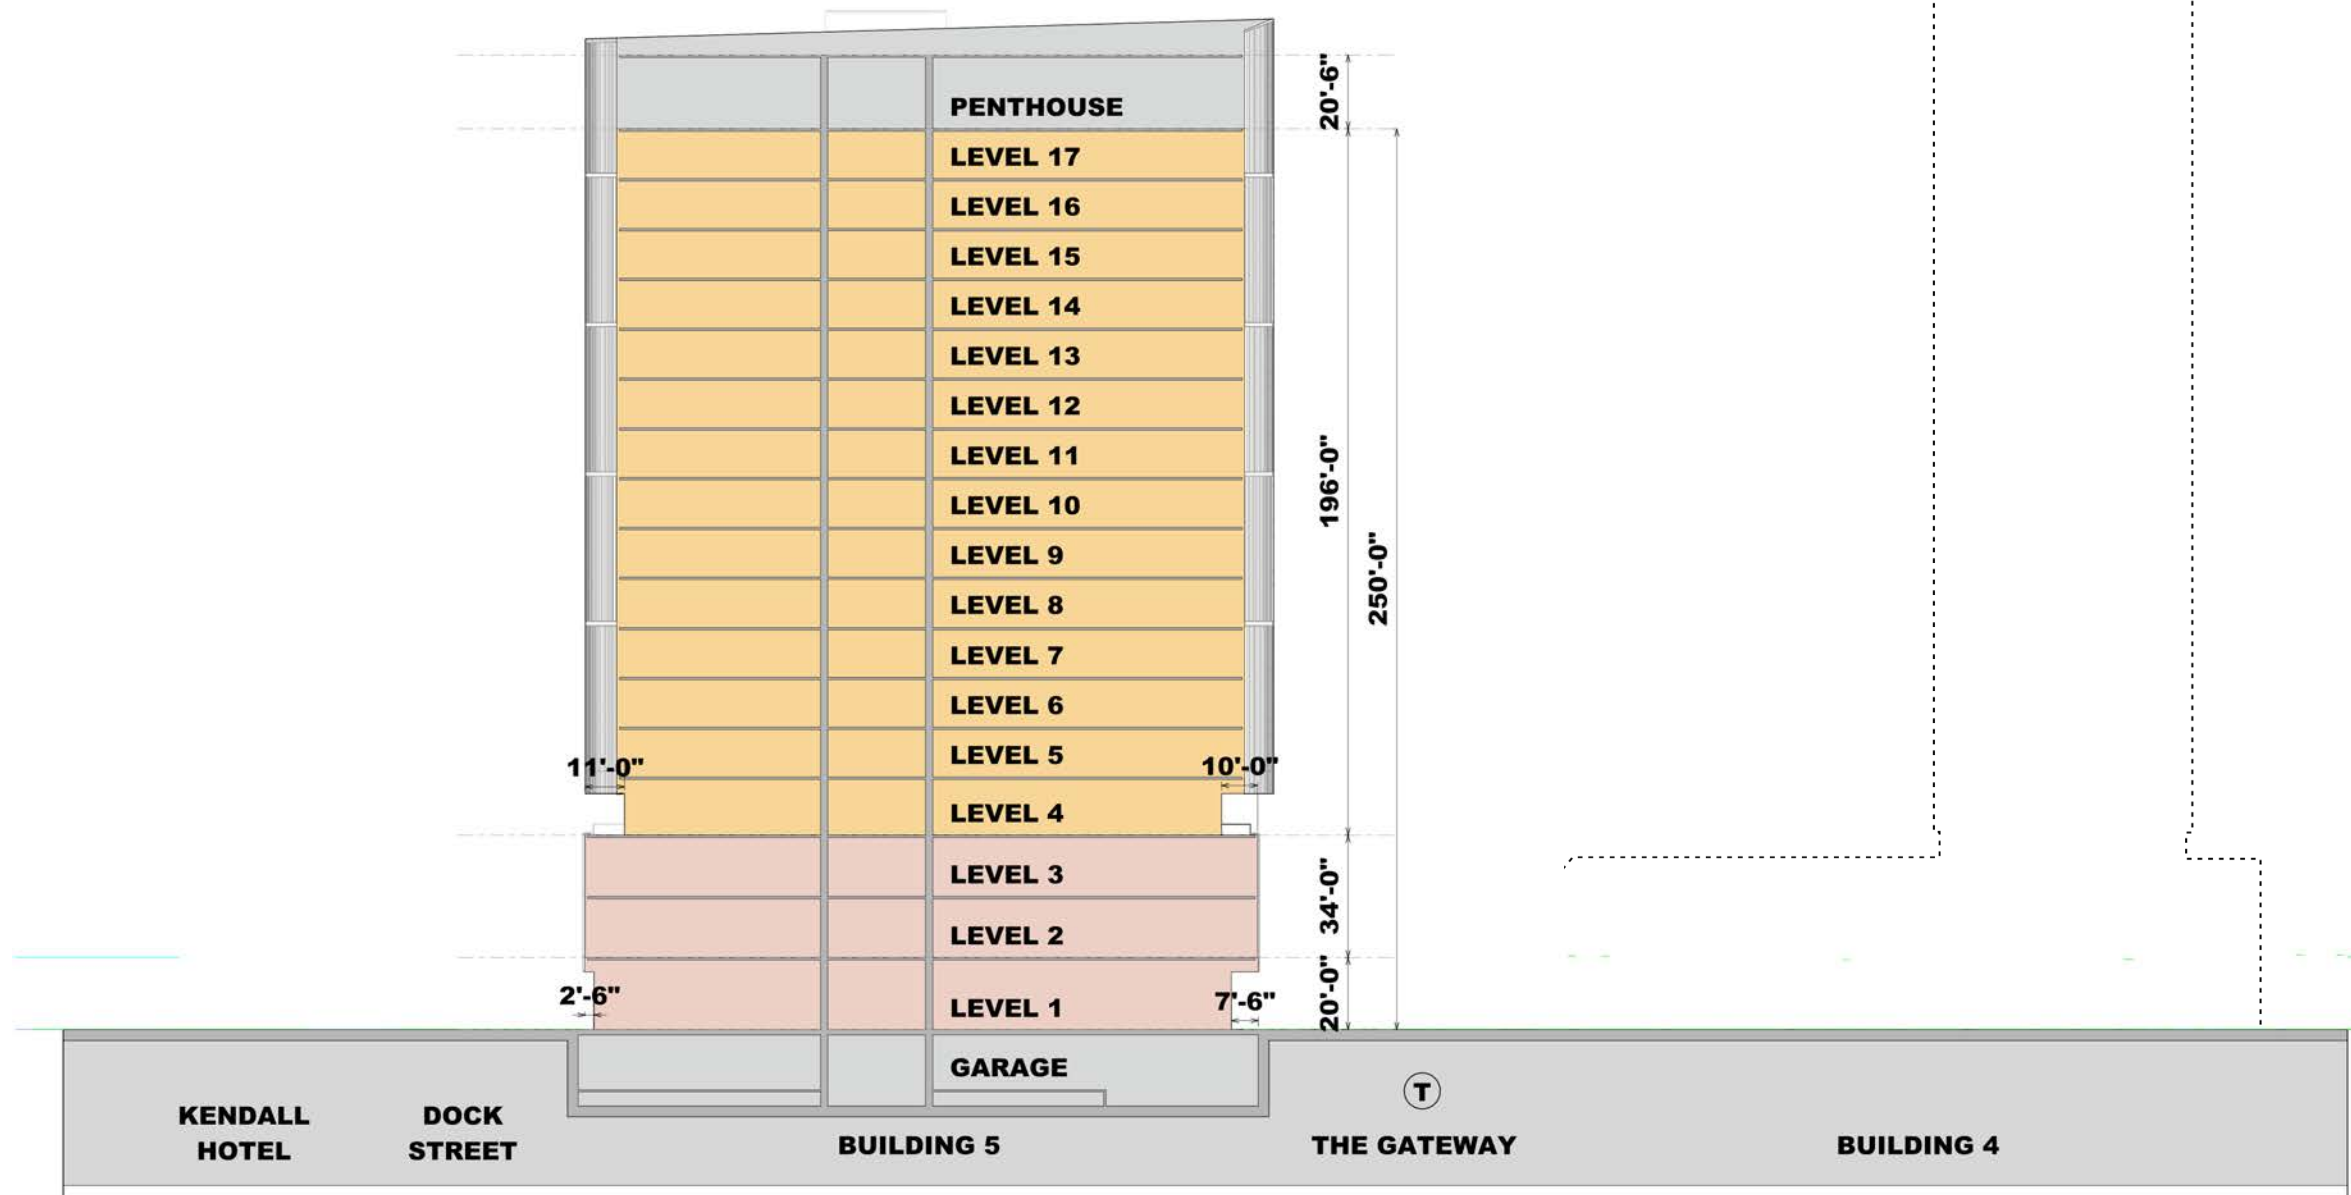 20'-6"
PENTHOUSE
LEVEL 17
LEVEL 16
LEVEL 15
LEVEL 14
LEVEL 13
LEVEL 12
LEVEL 11
LEVEL 10
196'-0"
LEVEL 9
250'-0"
LEVEL 8
LEVEL 7
LEVEL 6
LEVEL 5
11'-0"
10'-0"
LEVEL 4
LEVEL 3
34'-0"
LEVEL 2
2'-6"
LEVEL 1
7'-6"
20'-0"
GARAGE
T
KENDALL
HOTEL
DOCK
STREET
BUILDING 5
THE GATEWAY
BUILDING 4